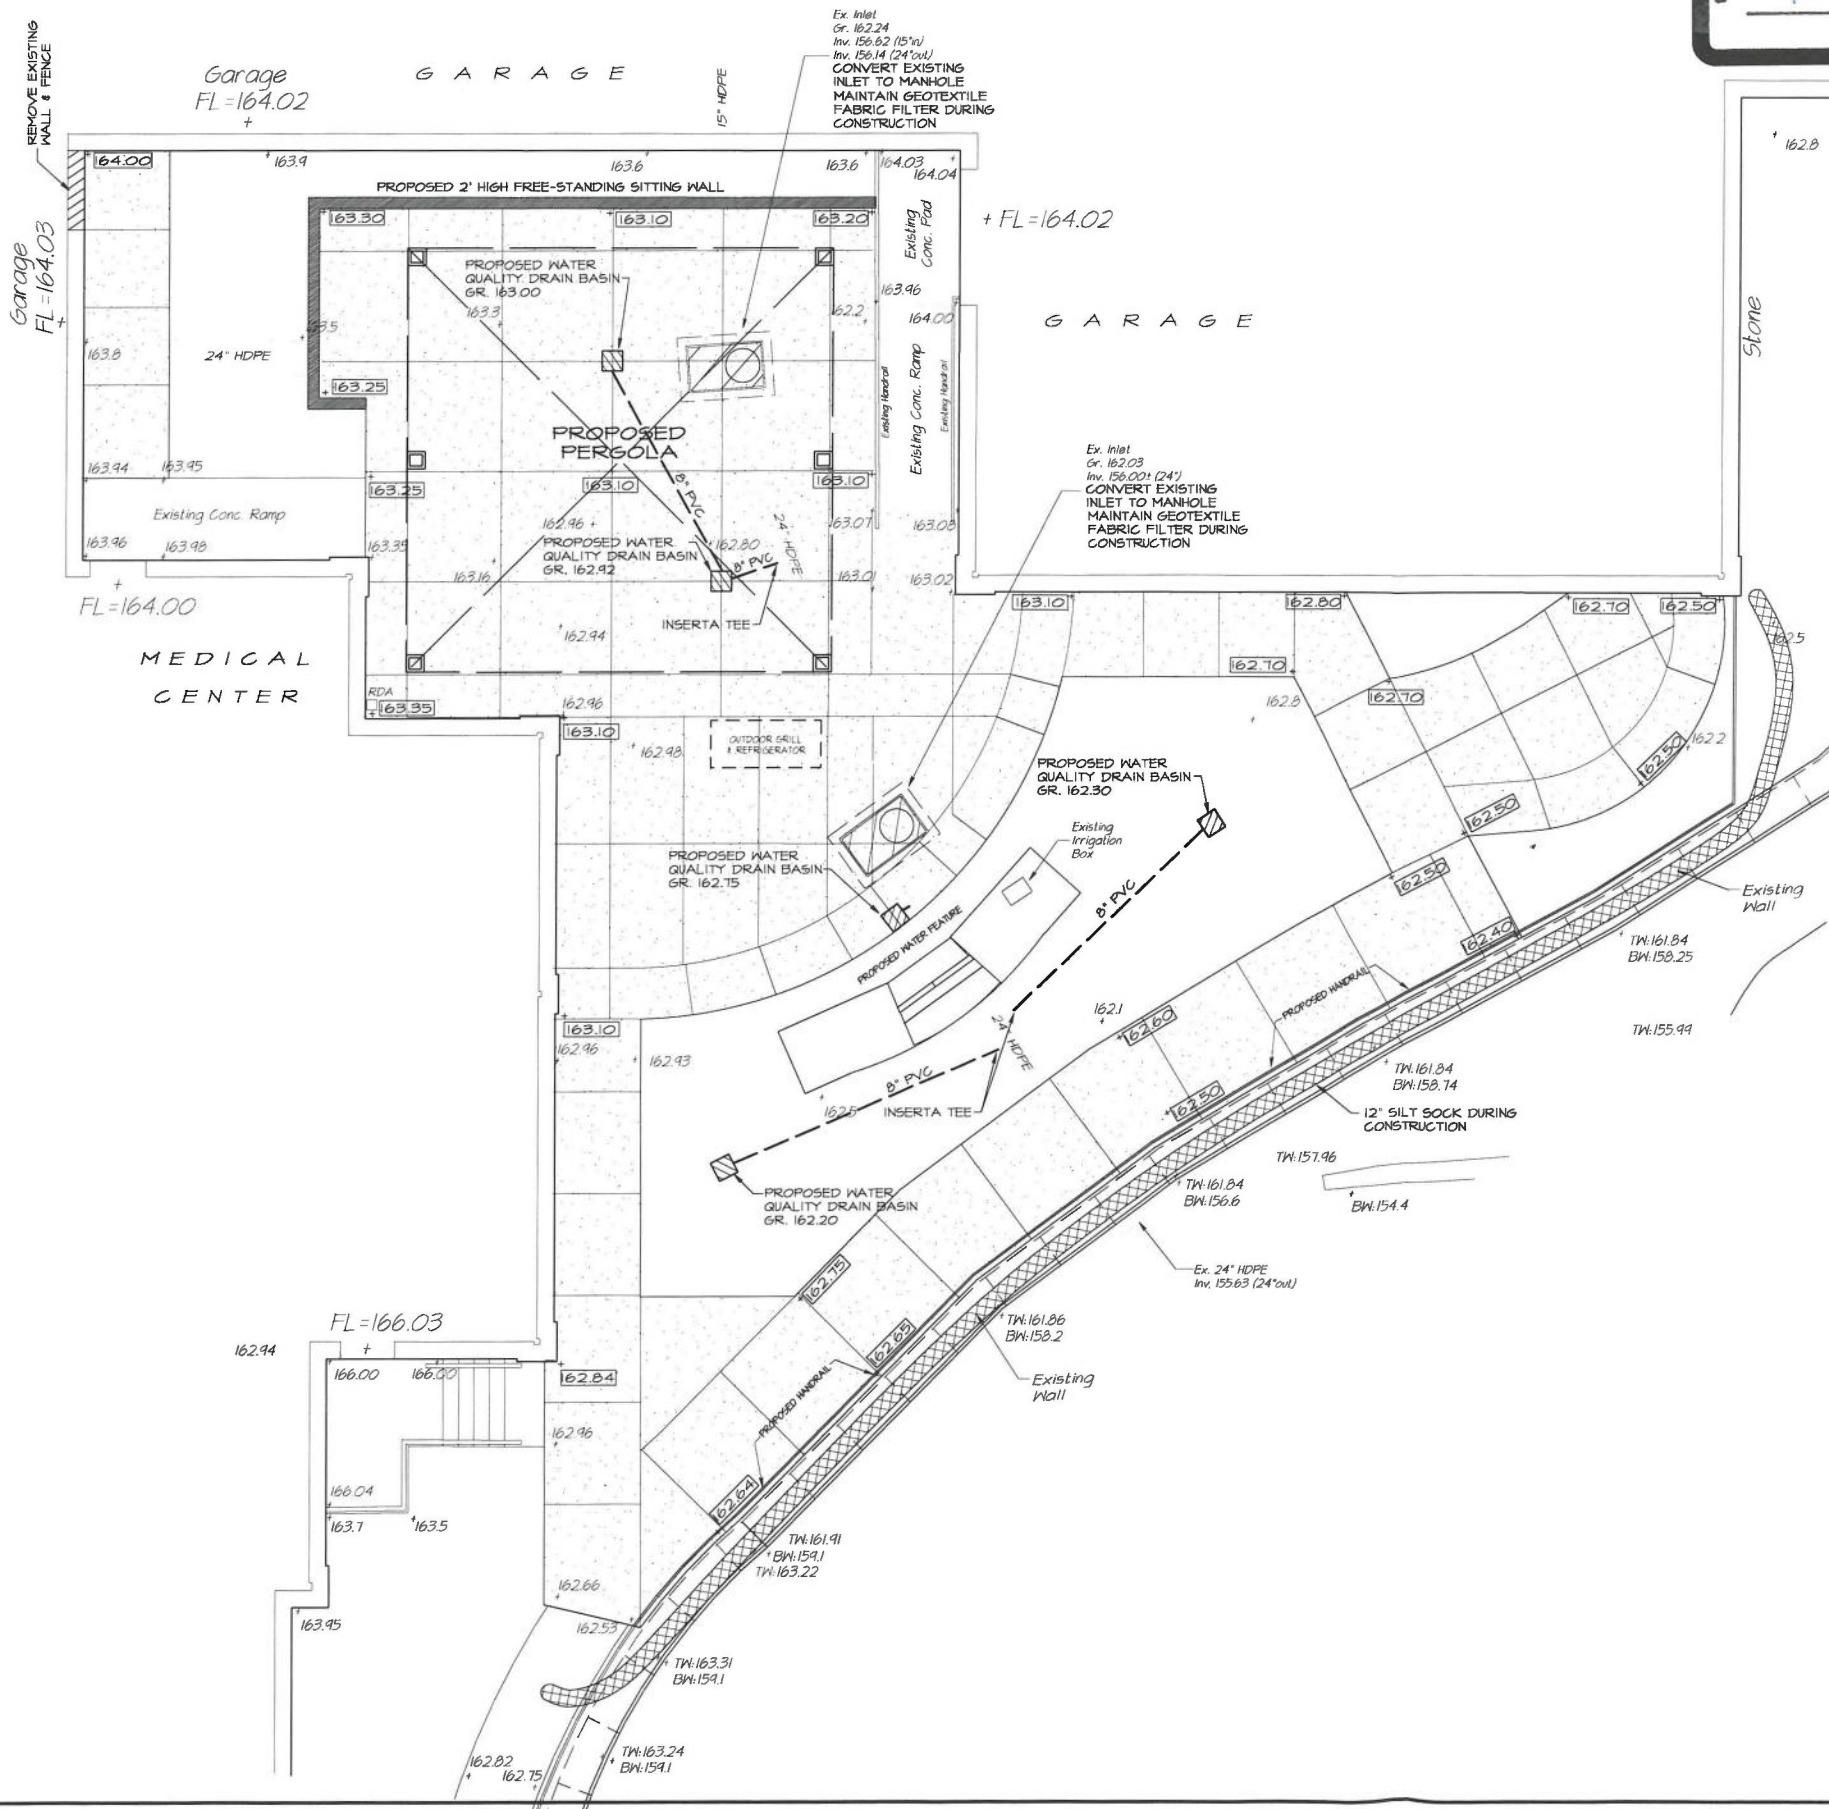 REMOVE EXISTING
WALL & FENCE
Garage
FL=164.02
GARAGE
15" HDPE
Ex. Inlet
Gr. 162.24
Inv. 156.62 (15"in)
Inv. 156.14 (24"out)
CONVERT EXISTING
INLET TO MANHOLE
MAINTAIN GEOTEXTILE
FABRIC FILTER DURING
CONSTRUCTION
162.8
164.00
163.9
163.6
163.6
164.03
164.04
PROPOSED 2' HIGH FREE-STANDING SITTING WALL
163.30
163.10
163.20
Existing
Conc. Pad
FL=164.02
Garage
FL=164.03
PROPOSED WATER
QUALITY DRAIN BASIN
GR. 163.00
163.3
162.2
163.96
164.00
GARAGE
Stone
163.8
24" HDPE
163.25
Existing Handrail
Existing Conc. Ramp
Existing Handrail
PROPOSED
PERGOLA
163.94
163.95
163.25
163.10
8" PVC
163.10
Existing Conc. Ramp
162.96
24" HDPE
163.07
163.08
163.96
163.98
163.35
PROPOSED WATER
QUALITY DRAIN BASIN
GR. 162.92
162.80
8" PVC
163.16
163.01
163.02
Ex. Inlet
Gr. 162.03
Inv. 156.00± (24")
CONVERT EXISTING
INLET TO MANHOLE
MAINTAIN GEOTEXTILE
FABRIC FILTER DURING
CONSTRUCTION
FL=164.00
163.10
162.80
162.70
162.50
162.5
INSERTA TEE
162.94
MEDICAL
CENTER
162.70
162.70
RDA
163.35
162.96
162.8
163.10
162.98
OUTDOOR GRILL
& REFRIGERATOR
162.50
162.2
PROPOSED WATER
QUALITY DRAIN BASIN
GR. 162.30
162.50
Existing
Irrigation
Box
PROPOSED WATER
QUALITY DRAIN BASIN
GR. 162.75
162.50
8" PVC
Existing
Wall
PROPOSED WATER FEATURE
162.40
TW:161.84
BW:158.25
PROPOSED HANDRAIL
162.1
162.60
163.10
24" HDPE
TW:155.99
162.96
162.93
8" PVC
TW:161.84
BW:158.74
162.5
INSERTA TEE
162.50
12" SILT SOCK DURING
CONSTRUCTION
TW:157.96
PROPOSED WATER
QUALITY DRAIN BASIN
GR. 162.20
TW:161.84
BW:156.6
BW:154.4
162.75
Ex. 24" HDPE
Inv. 155.63 (24"out)
FL=166.03
162.94
166.00
166.00
162.65
TW:161.86
BW:158.2
162.84
PROPOSED HANDRAIL
Existing
Wall
162.96
166.04
163.7
163.5
162.64
TW:161.91
BW:159.1
TW:163.22
162.66
163.95
162.53
TW:163.31
BW:159.1
162.82
162.75
TW:163.24
BW:159.1